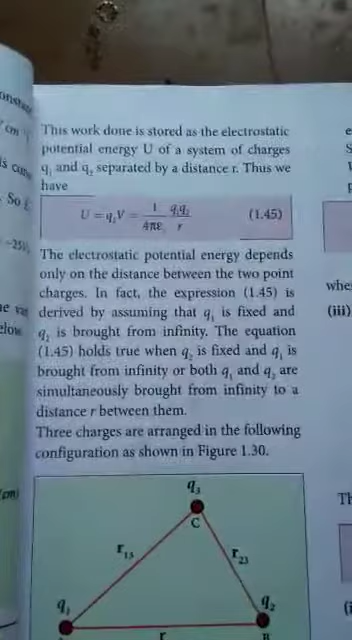 This work done is stored as the electrostatic
potential energy U of a system of charges
q₁ and q₂ separated by a distance r. Thus we
have
U = q₂V = 1/4πε₀ q₁q₂/r (1.45)
The electrostatic potential energy depends
only on the distance between the two point
charges. In fact, the expression (1.45) is
derived by assuming that q₁ is fixed and
q₂ is brought from infinity. The equation
(1.45) holds true when q₂ is fixed and q₁ is
brought from infinity or both q₁ and q₂ are
simultaneously brought from infinity to a
distance r between them.
Three charges are arranged in the following
configuration as shown in Figure 1.30.
q₃
C
r₁₃
r₂₃
q₁
q₂
r
(iii)